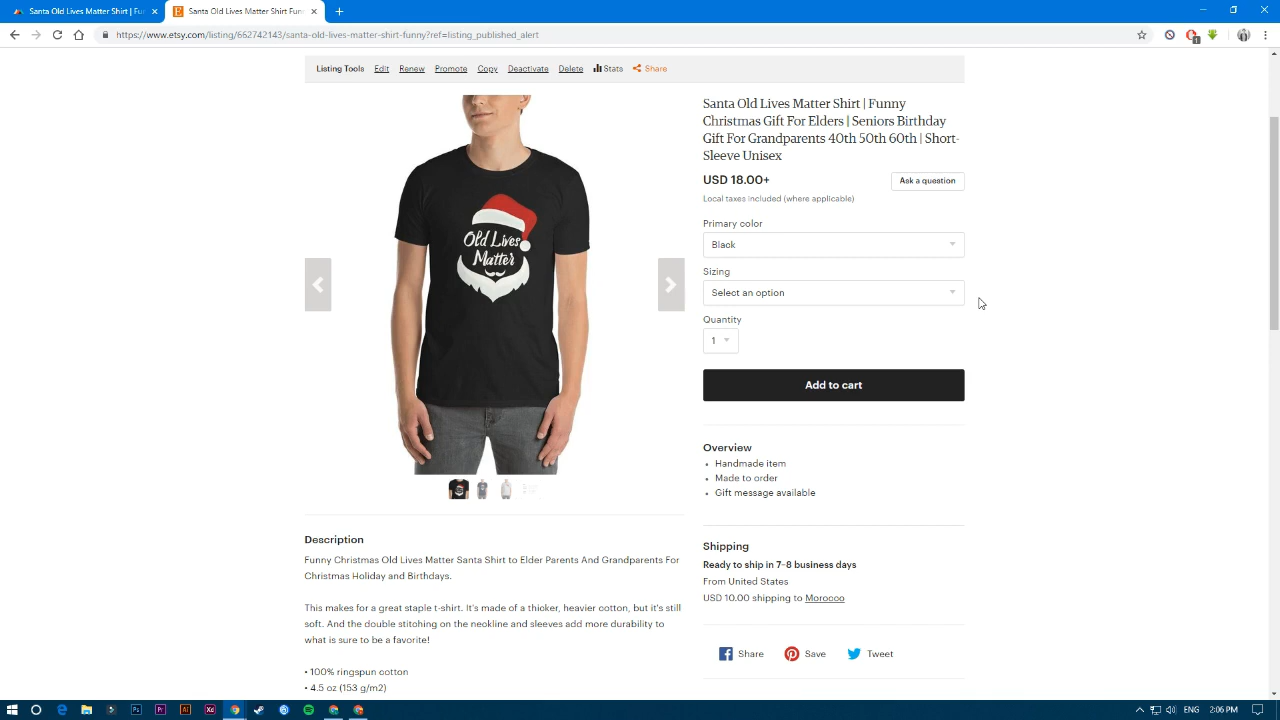 Santa Old Lives Matter Shirt | Fun
Santa Old Lives Matter Shirt Fun
https://www.etsy.com/listing/662742143/santa-old-lives-matter-shirt-funny?ref=listing_published_alert
1
Listing Tools Edit Renew Promote Copy Deactivate Delete Stats Share
Old Lives
Matter
Santa Old Lives Matter Shirt | Funny
Christmas Gift For Elders | Seniors Birthday
Gift For Grandparents 40th 50th 60th | Short-
Sleeve Unisex
USD 18.00+
Ask a question
Local taxes included (where applicable)
Primary color
Black
Sizing
Select an option
Quantity
1
Add to cart
Overview
• Handmade item
• Made to order
• Gift message available
Shipping
Ready to ship in 7–8 business days
From United States
USD 10.00 shipping to Morocco
Share Save Tweet
Description
Funny Christmas Old Lives Matter Santa Shirt to Elder Parents And Grandparents For
Christmas Holiday and Birthdays.
This makes for a great staple t-shirt. It's made of a thicker, heavier cotton, but it's still
soft. And the double stitching on the neckline and sleeves add more durability to
what is sure to be a favorite!
• 100% ringspun cotton
• 4.5 oz (153 g/m2)
Ps Pr Ai Xd
ENG 2:06 PM